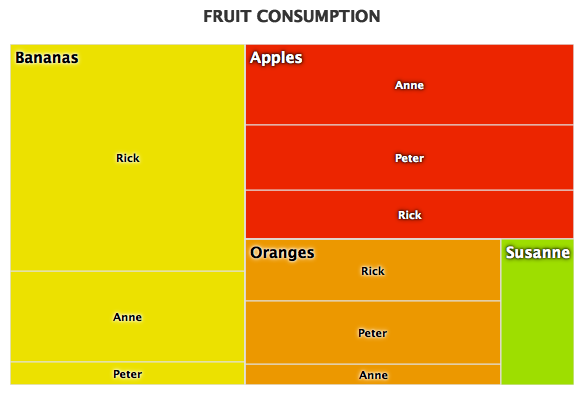 FRUIT CONSUMPTION
Bananas
Rick
Anne
Peter
Apples
Anne
Peter
Rick
Oranges
Rick
Peter
Anne
Susanne